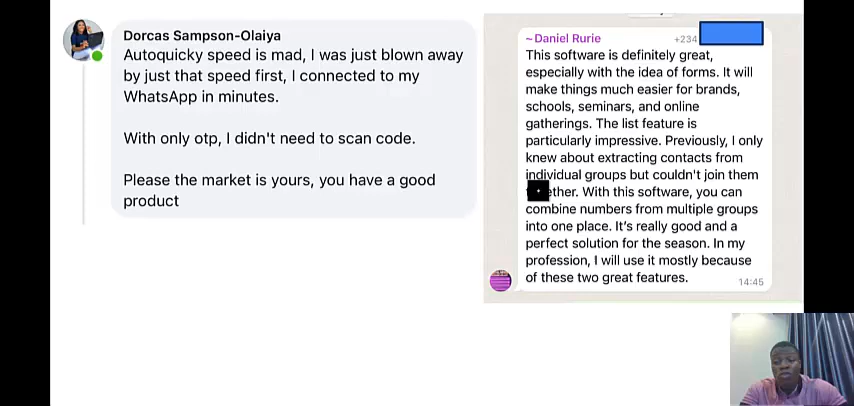 Dorcas Sampson-Olaiya
Autoquicky speed is mad, I was just blown away
by just that speed first, I connected to my
WhatsApp in minutes.
With only otp, I didn't need to scan code.
Please the market is yours, you have a good
product
~Daniel Rurie +234
This software is definitely great,
especially with the idea of forms. It will
make things much easier for brands,
schools, seminars, and online
gatherings. The list feature is
particularly impressive. Previously, I only
knew about extracting contacts from
individual groups but couldn't join them
With this software, you can
combine numbers from multiple groups
into one place. It's really good and a
perfect solution for the season. In my
profession, I will use it mostly because
of these two great features.
14:45